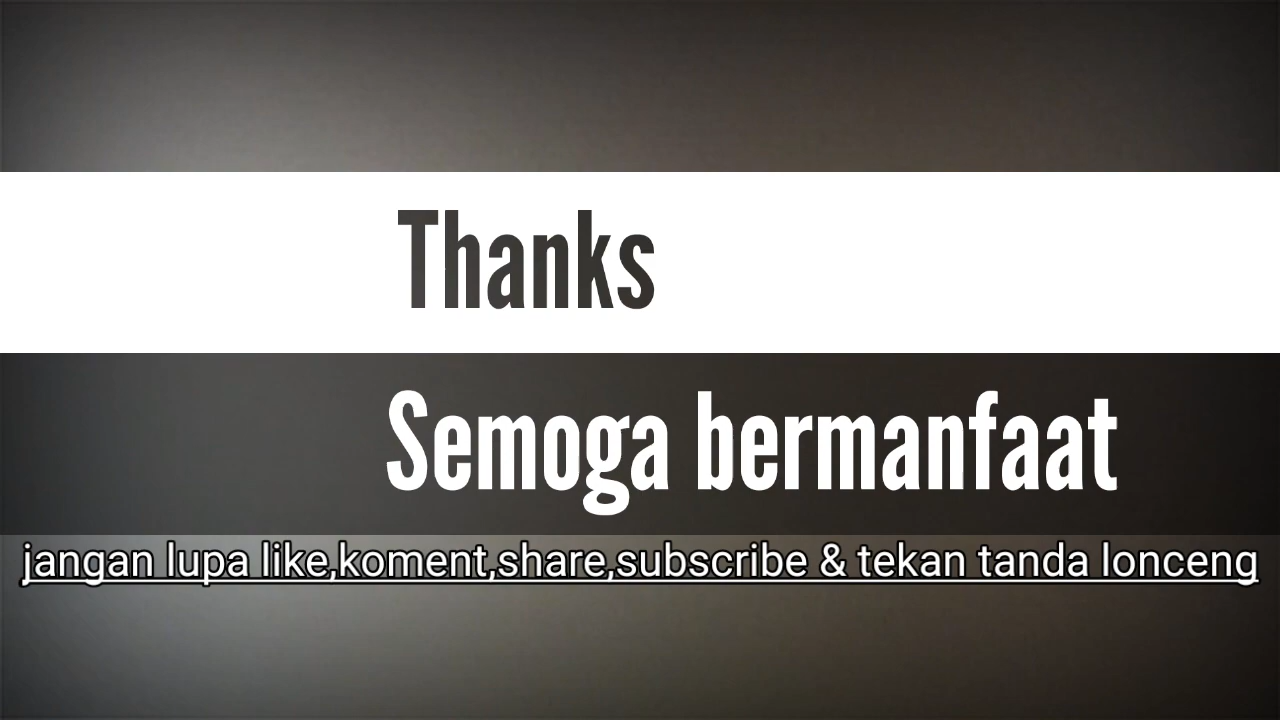 Thanks
Semoga bermanfaat
jangan lupa like,koment,share,subscribe & tekan tanda lonceng